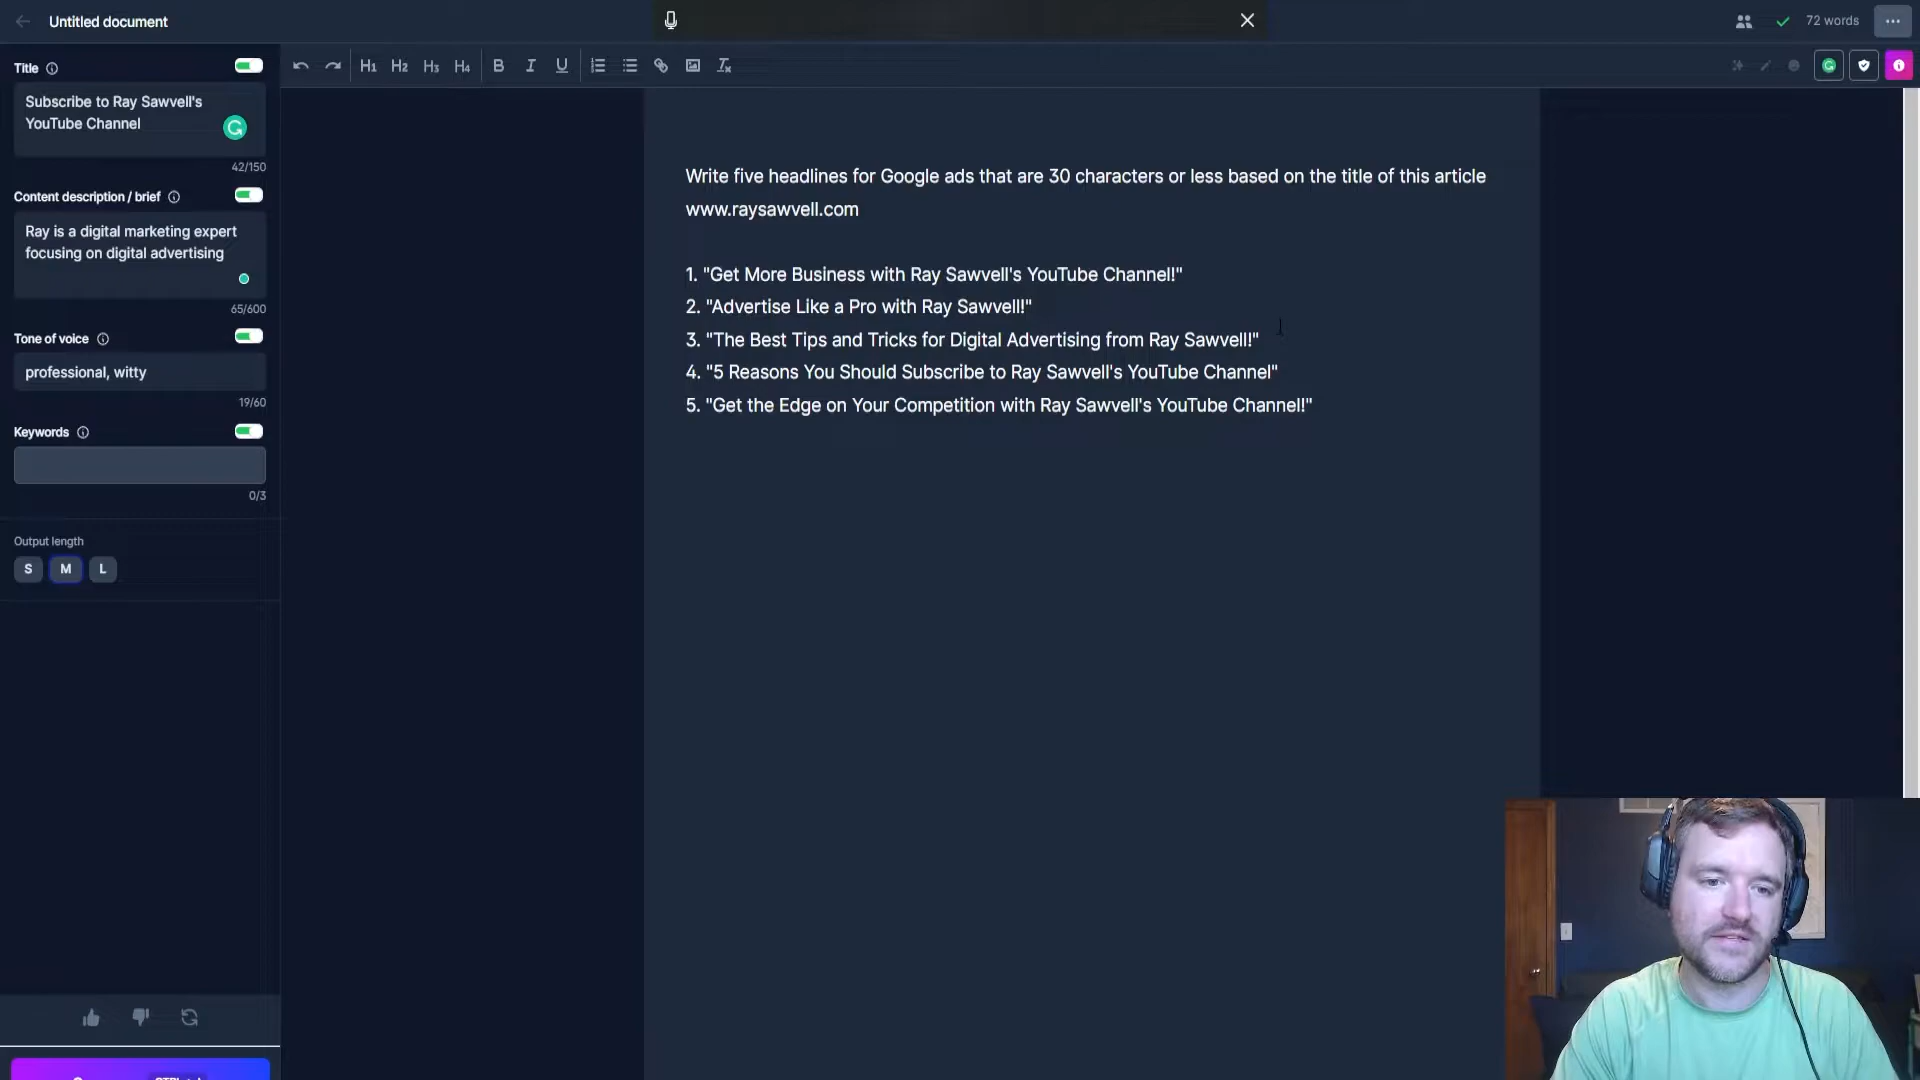 Untitled document
72 words
Title
H1 H2 H3 H4 B I U
Subscribe to Ray Sawvell's
YouTube Channel
42/150
Content description / brief
Ray is a digital marketing expert
focusing on digital advertising
65/600
Tone of voice
professional, witty
19/60
Keywords
0/3
Output length
S M L
Write five headlines for Google ads that are 30 characters or less based on the title of this article
www.raysawvell.com
1. "Get More Business with Ray Sawvell's YouTube Channel!"
2. "Advertise Like a Pro with Ray Sawvell!"
3. "The Best Tips and Tricks for Digital Advertising from Ray Sawvell!"
4. "5 Reasons You Should Subscribe to Ray Sawvell's YouTube Channel"
5. "Get the Edge on Your Competition with Ray Sawvell's YouTube Channel!"